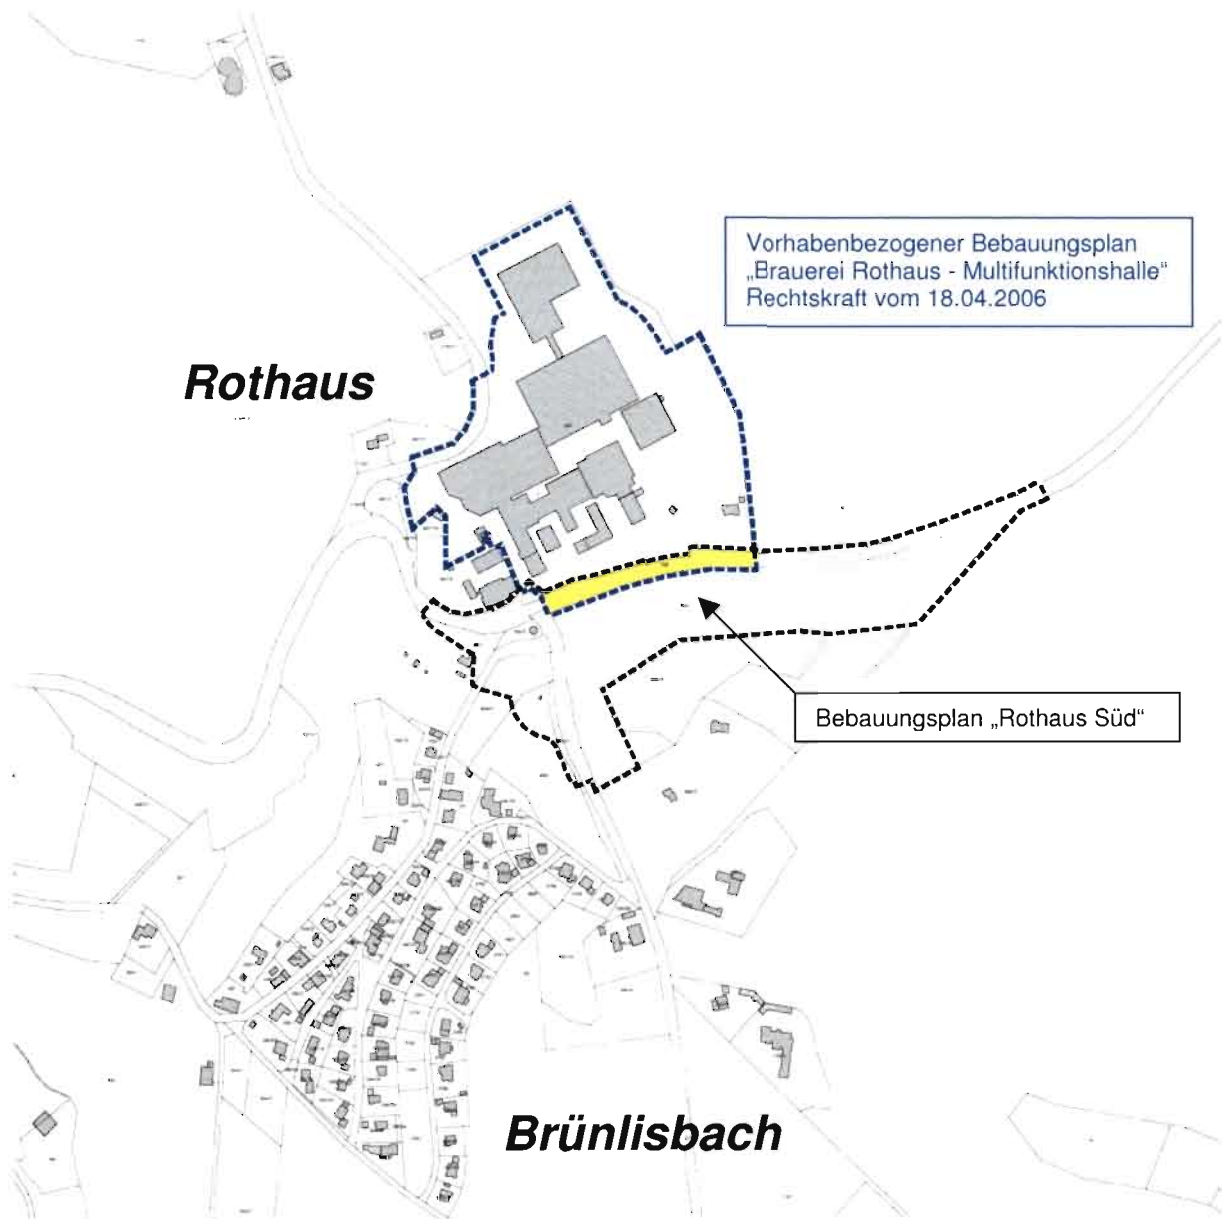 Vorhabenbezogener Bebauungsplan
„Brauerei Rothaus - Multifunktionshalle“
Rechtskraft vom 18.04.2006
Rothaus
Bebauungsplan „Rothaus Süd“
Brünlisbach